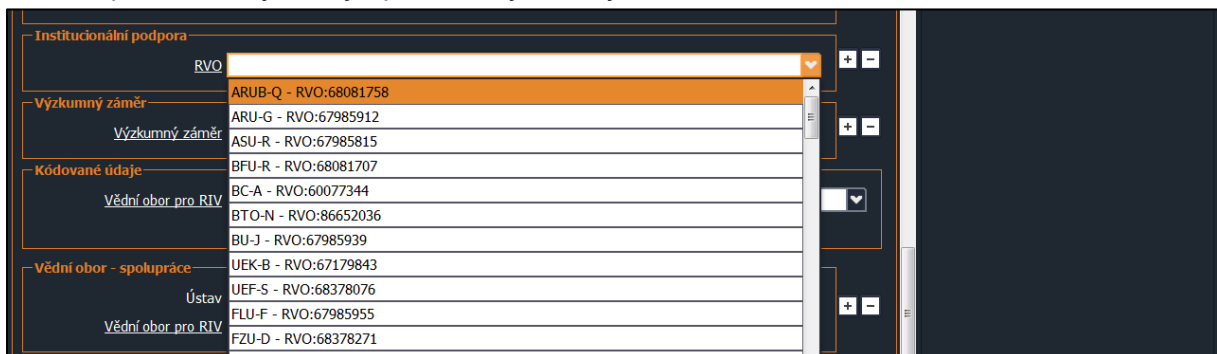 Institucionální podpora
RVO
ARUB-Q - RVO:68081758
ARU-G - RVO:67985912
Výzkumný záměr
Výzkumný záměr
ASU-R - RVO:67985815
BFU-R - RVO:68081707
Kódované údaje
Vědní obor pro RIV
BC-A - RVO:60077344
BTO-N - RVO:86652036
BU-J - RVO:67985939
Vědní obor - spolupráce
UEK-B - RVO:67179843
Ústav
UEF-S - RVO:68378076
Vědní obor pro RIV
FLU-F - RVO:67985955
FZU-D - RVO:68378271